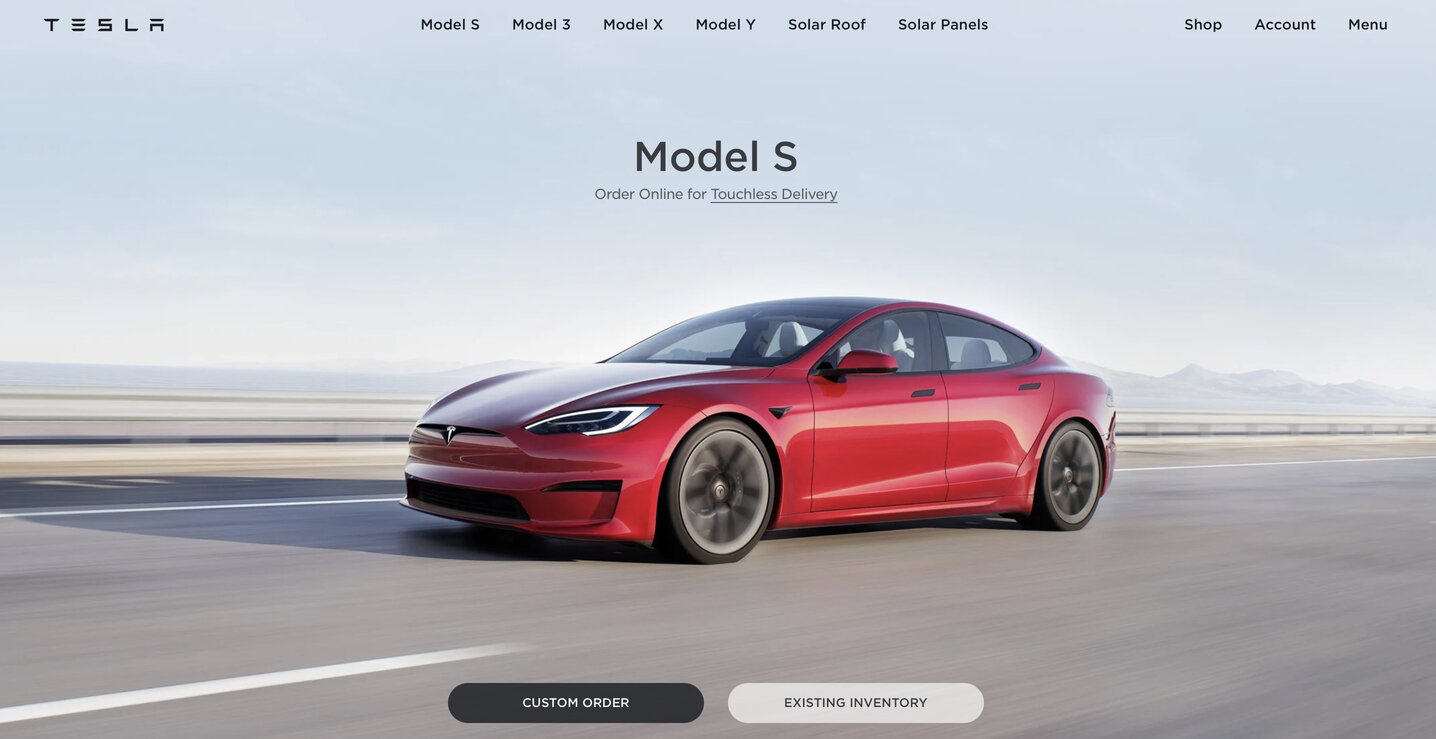 TESLA
Model S Model 3 Model X Model Y Solar Roof Solar Panels
Shop Account Menu
Model S
Order Online for Touchless Delivery
CUSTOM ORDER
EXISTING INVENTORY